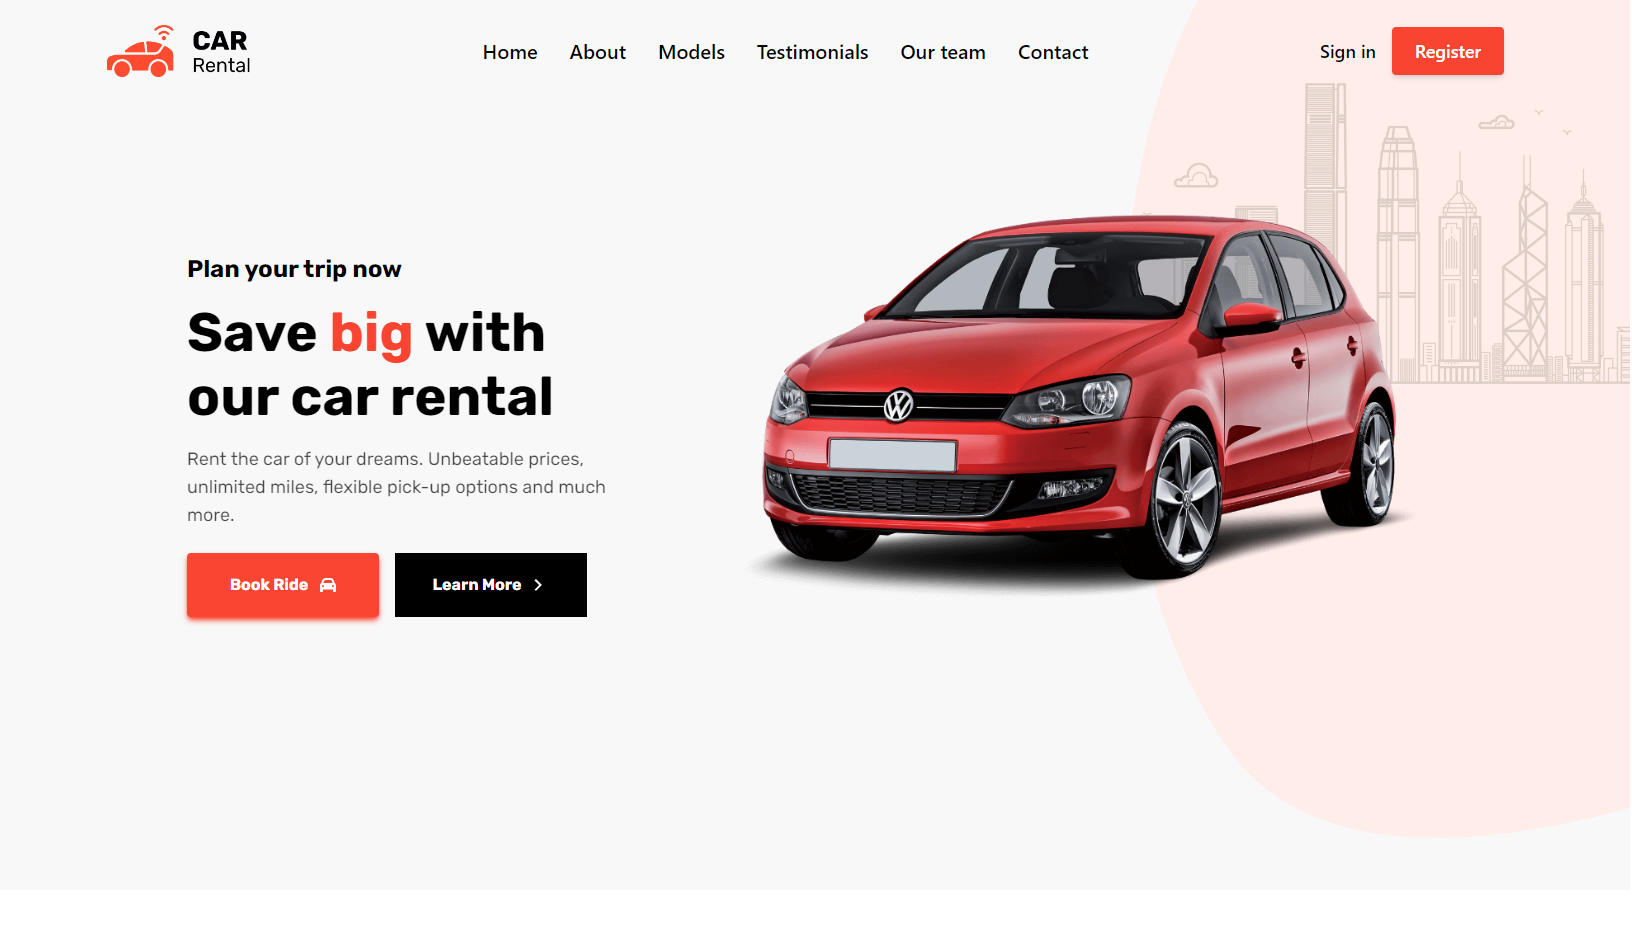 CAR
Rental
Home About Models Testimonials Our team Contact
Sign in Register
Plan your trip now
Save big with
our car rental
Rent the car of your dreams. Unbeatable prices,
unlimited miles, flexible pick-up options and much
more.
Book Ride Learn More